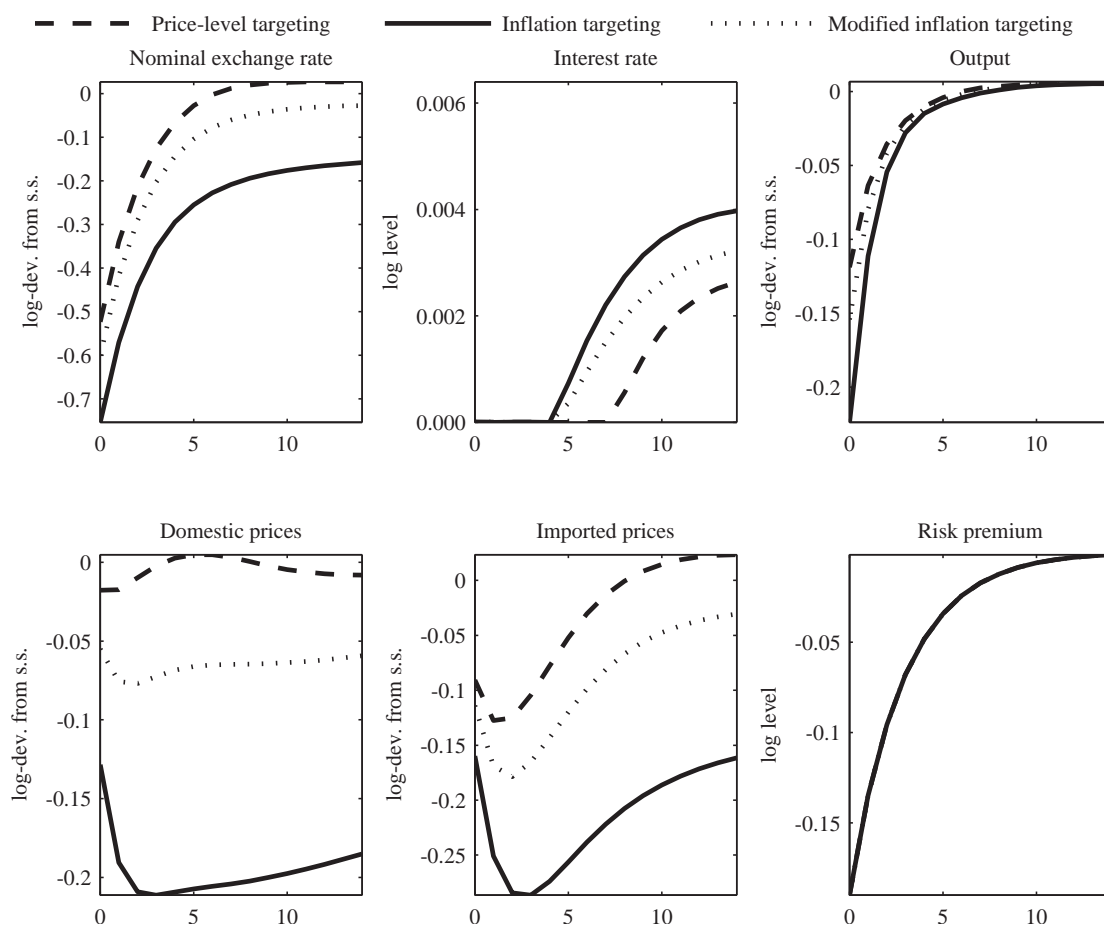 Price-level targeting Inflation targeting Modified inflation targeting
Nominal exchange rate
log-dev. from s.s.
0
-0.1
-0.2
-0.3
-0.4
-0.5
-0.6
-0.7
0 5 10
Interest rate
log level
0.006
0.004
0.002
0.000
0 5 10
Output
log-dev. from s.s.
0
-0.05
-0.1
-0.15
-0.2
0 5 10
Domestic prices
log-dev. from s.s.
0
-0.05
-0.1
-0.15
-0.2
0 5 10
Imported prices
log-dev. from s.s.
0
-0.05
-0.1
-0.15
-0.2
-0.25
0 5 10
Risk premium
log level
-0.05
-0.1
-0.15
0 5 10